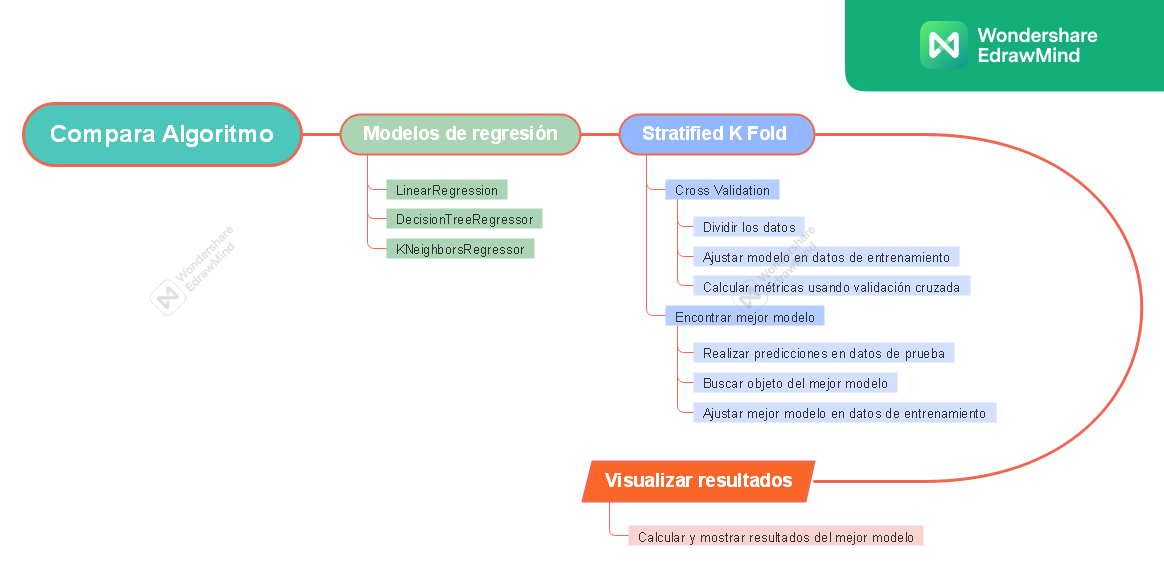 Wondershare
EdrawMind
Compara Algoritmo
Modelos de regresión
Stratified K Fold
LinearRegression
DecisionTreeRegressor
KNeighborsRegressor
Cross Validation
Dividir los datos
Ajustar modelo en datos de entrenamiento
Calcular métricas usando validación cruzada
Encontrar mejor modelo
Realizar predicciones en datos de prueba
Buscar objeto del mejor modelo
Ajustar mejor modelo en datos de entrenamiento
Visualizar resultados
Calcular y mostrar resultados del mejor modelo
Wondershare
EdrawMind
Wondershare
EdrawMind